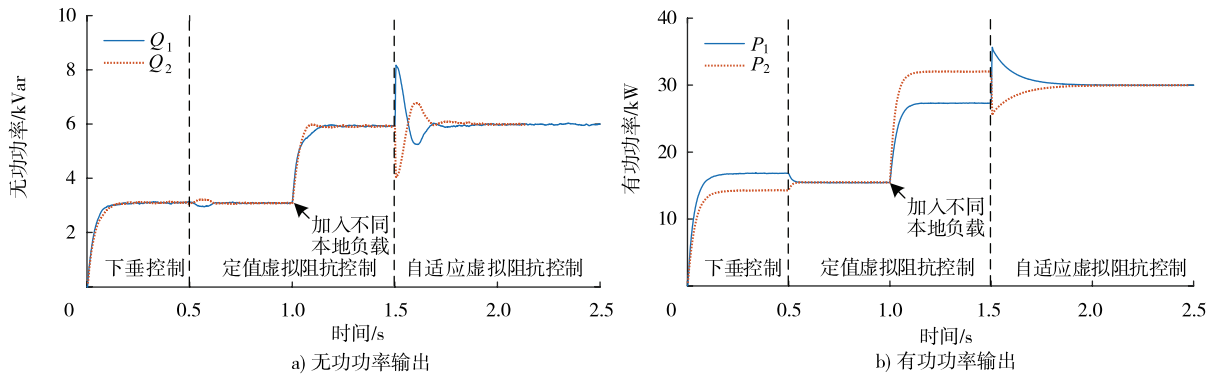 10
8
6
4
2
0
无功功率/kVar
Q1
Q2
加入不同
本地负载
下垂控制
定值虚拟阻抗控制
自适应虚拟阻抗控制
0.5
1.0
1.5
2.0
2.5
时间/s
a) 无功功率输出
40
30
20
10
0
有功功率/kW
P1
P2
加入不同
本地负载
下垂控制
定值虚拟阻抗控制
自适应虚拟阻抗控制
0.5
1.0
1.5
2.0
2.5
时间/s
b) 有功功率输出